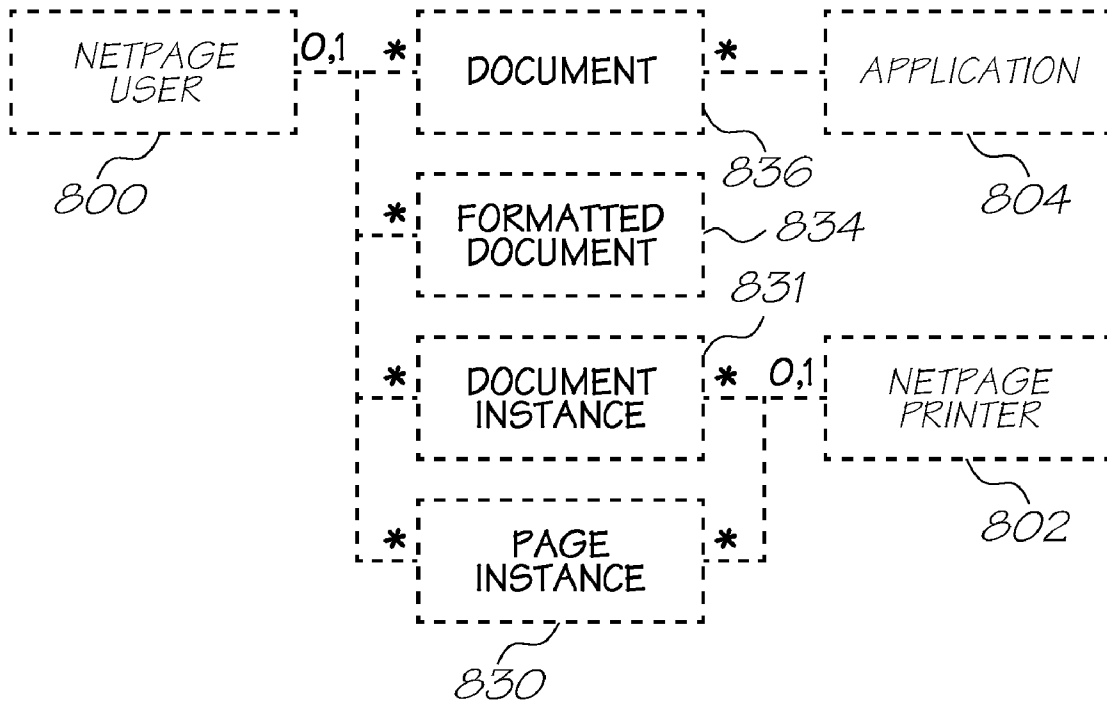 NETPAGE
USER
0,1
*
DOCUMENT
*
APPLICATION
800
836
804
*
FORMATTED
DOCUMENT
834
831
*
DOCUMENT
INSTANCE
*
0,1
NETPAGE
PRINTER
802
*
PAGE
INSTANCE
*
830